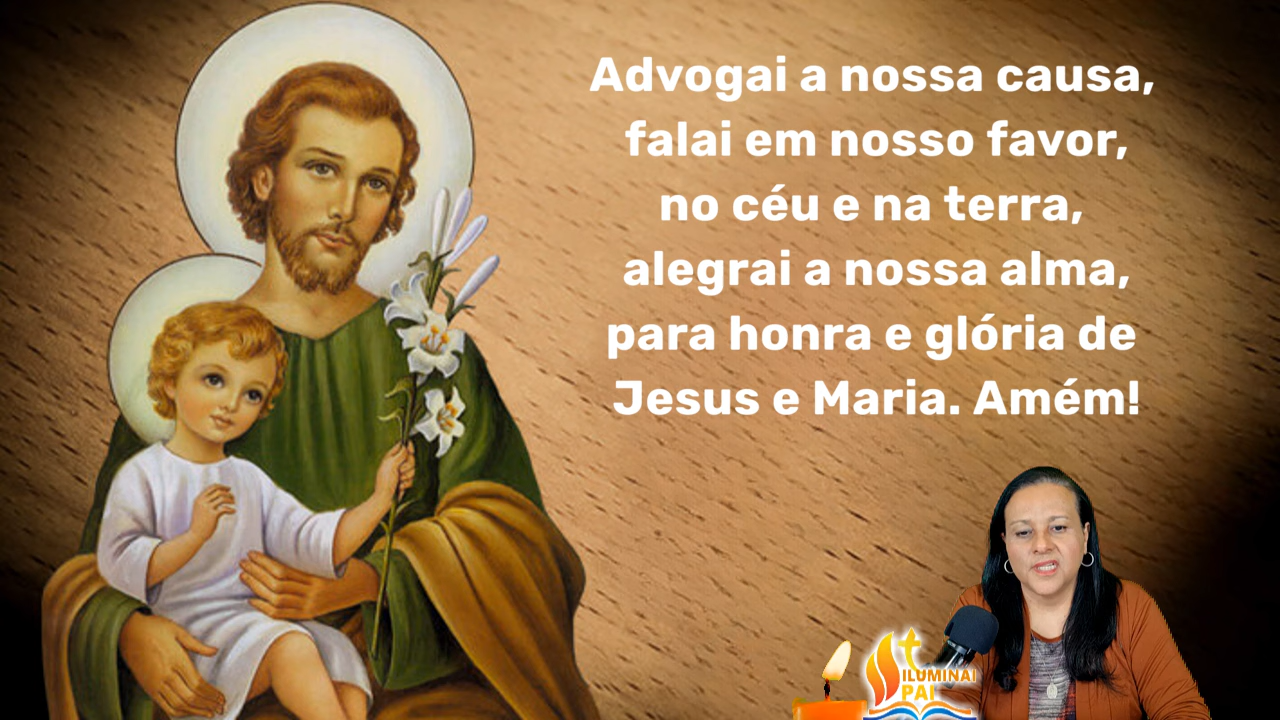 Advogai a nossa causa,
falai em nosso favor,
no céu e na terra,
alegrai a nossa alma,
para honra e glória de
Jesus e Maria. Amém!
ILUMINAI
PAI